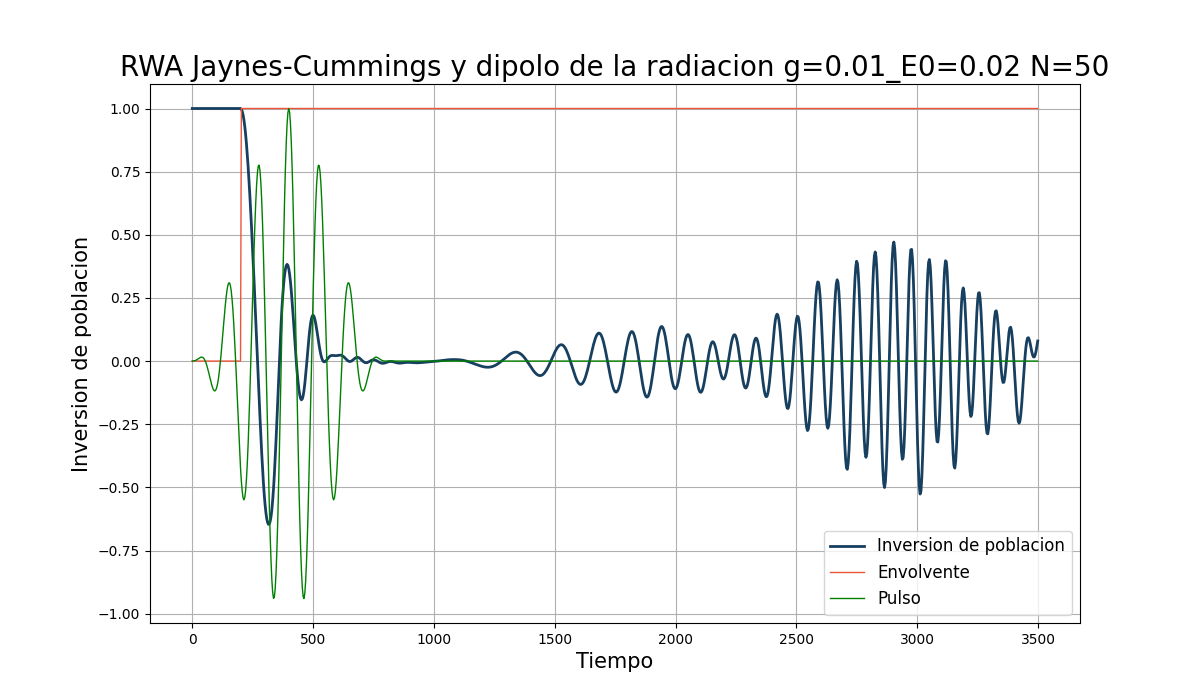 RWA Jaynes-Cummings y dipolo de la radiacion g=0.01_E0=0.02 N=50
1.00
0.75
0.50
0.25
0.00
−0.25
−0.50
−0.75
−1.00
Inversion de poblacion
Inversion de poblacion
Envolvente
Pulso
0 500 1000 1500 2000 2500 3000 3500
Tiempo